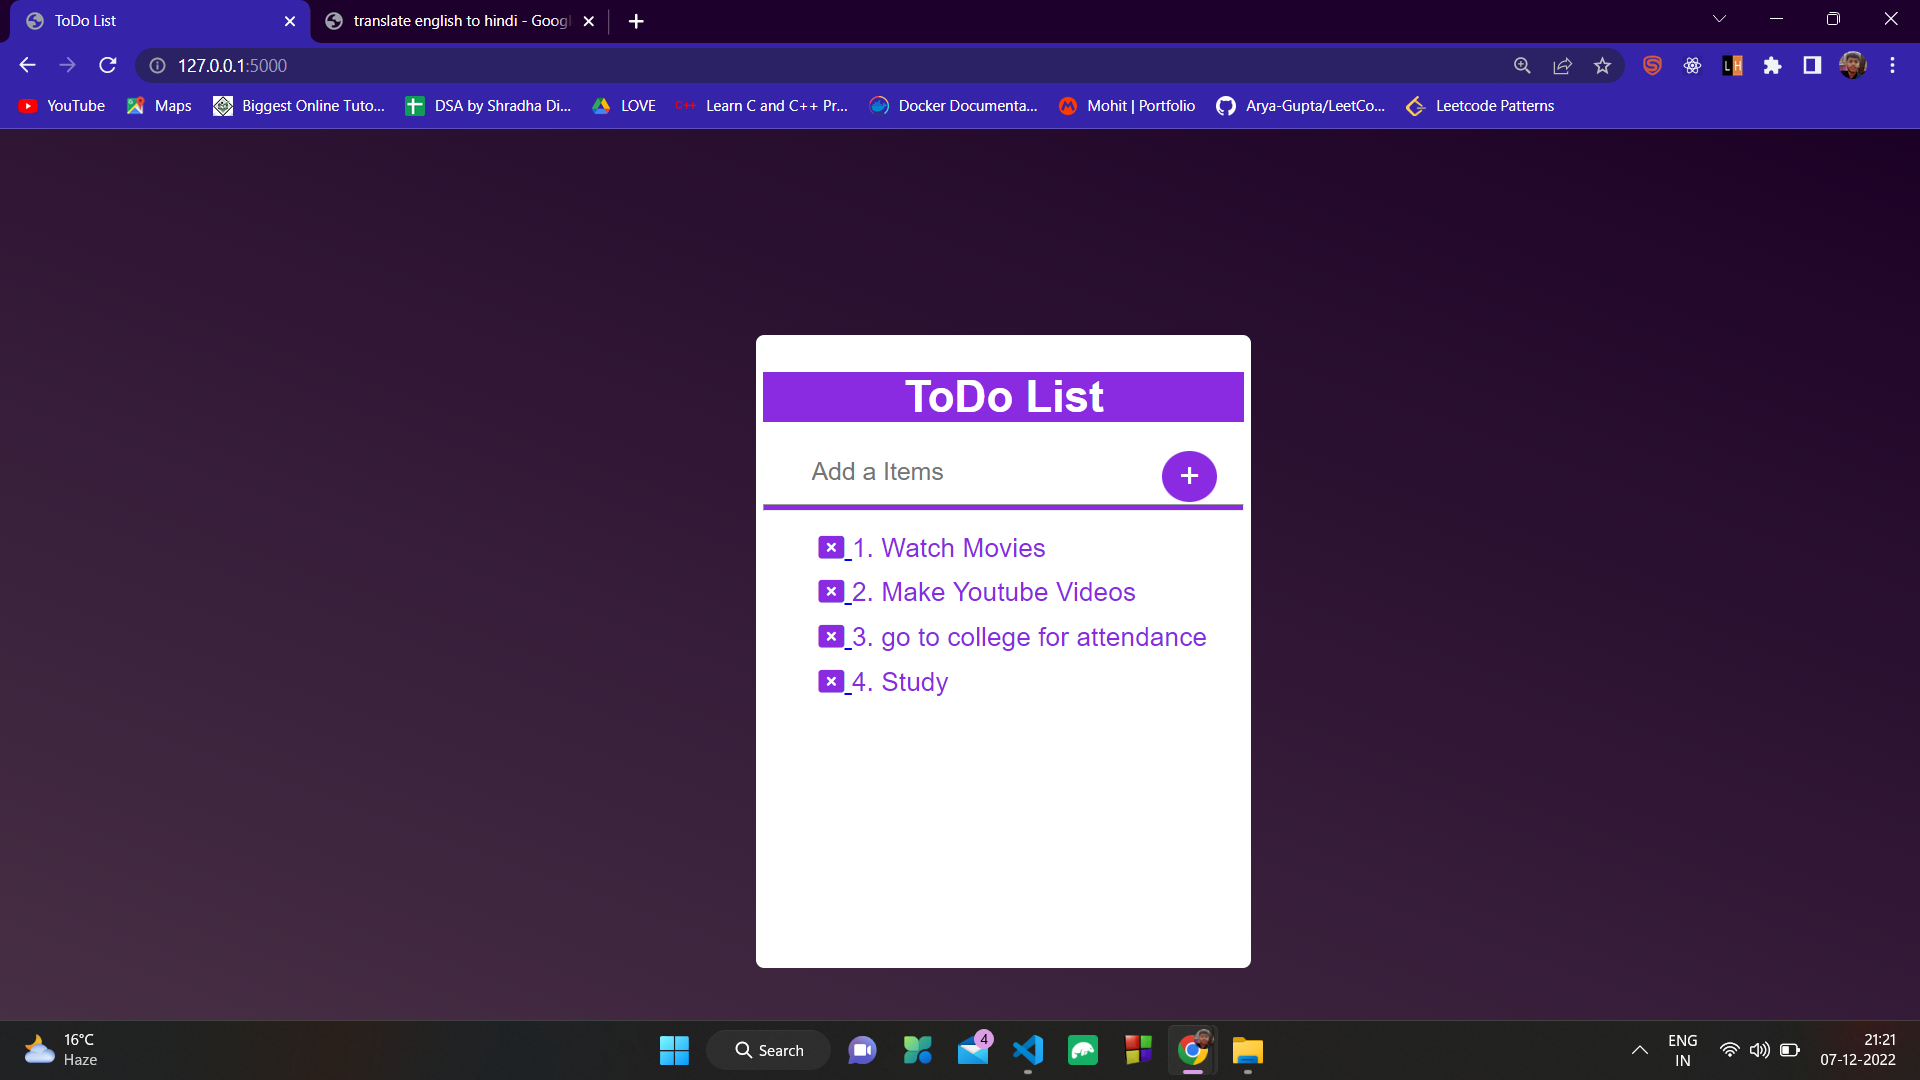 ToDo List
translate english to hindi - Goog
127.0.0.1:5000
YouTube
Maps
Biggest Online Tuto...
DSA by Shradha Di...
LOVE
C++ Learn C and C++ Pr...
Docker Documenta...
Mohit | Portfolio
Arya-Gupta/LeetCo...
Leetcode Patterns
L H
ToDo List
Add a Items
+
1. Watch Movies
2. Make Youtube Videos
3. go to college for attendance
4. Study
16°C
Haze
Search
4
ENG
IN
21:21
07-12-2022